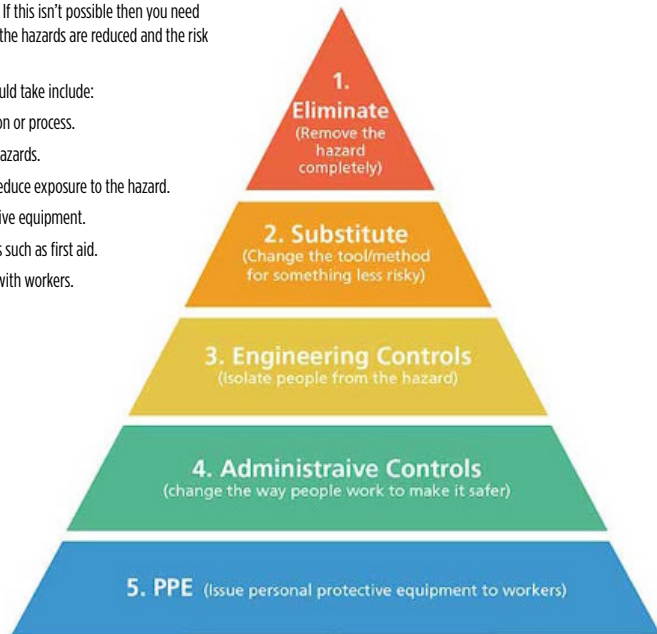 If this isn't possible then you need
the hazards are reduced and the risk
uld take include:
on or process.
azards.
educe exposure to the hazard.
ive equipment.
s such as first aid.
with workers.
1.
Eliminate
(Remove the
hazard
completely)
2. Substitute
(Change the tool/method
for something less risky)
3. Engineering Controls
(Isolate people from the hazard)
4. Administraive Controls
(change the way people work to make it safer)
5. PPE (Issue personal protective equipment to workers)